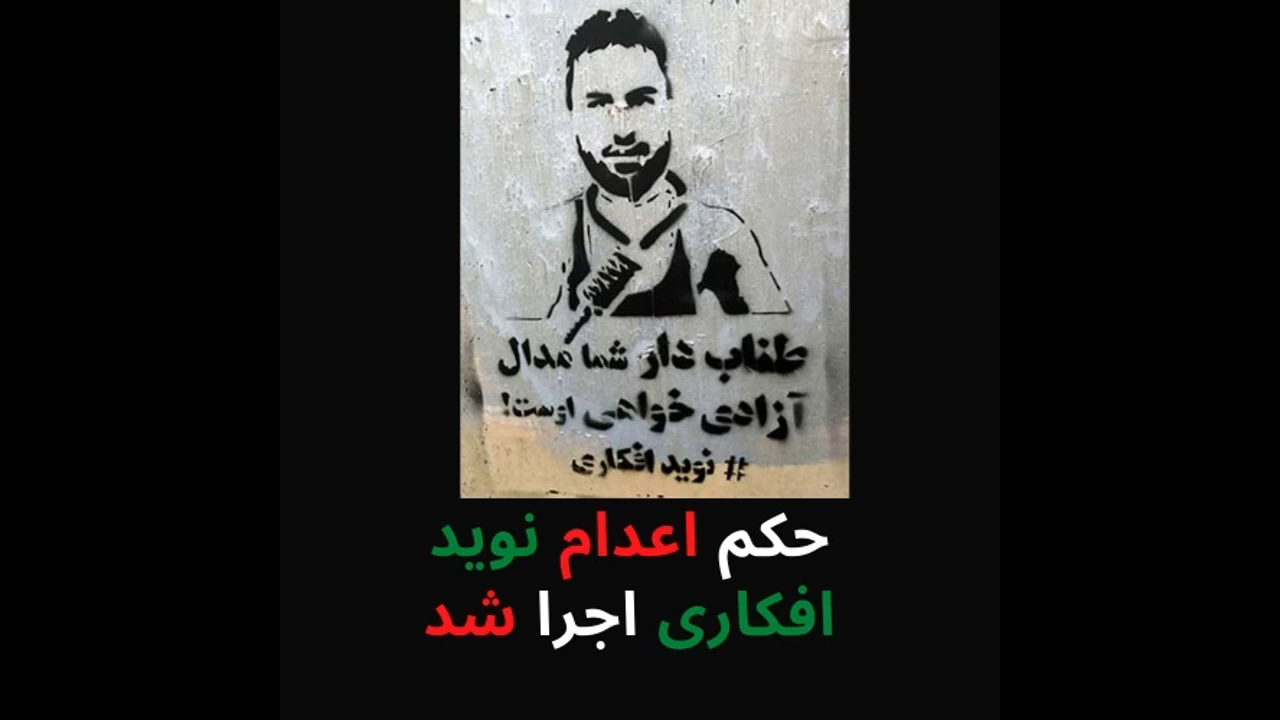 طناب دار شما مدال
آزادی خواهی اوست!
# نوید افکاری
حکم اعدام نوید
افکاری اجرا شد